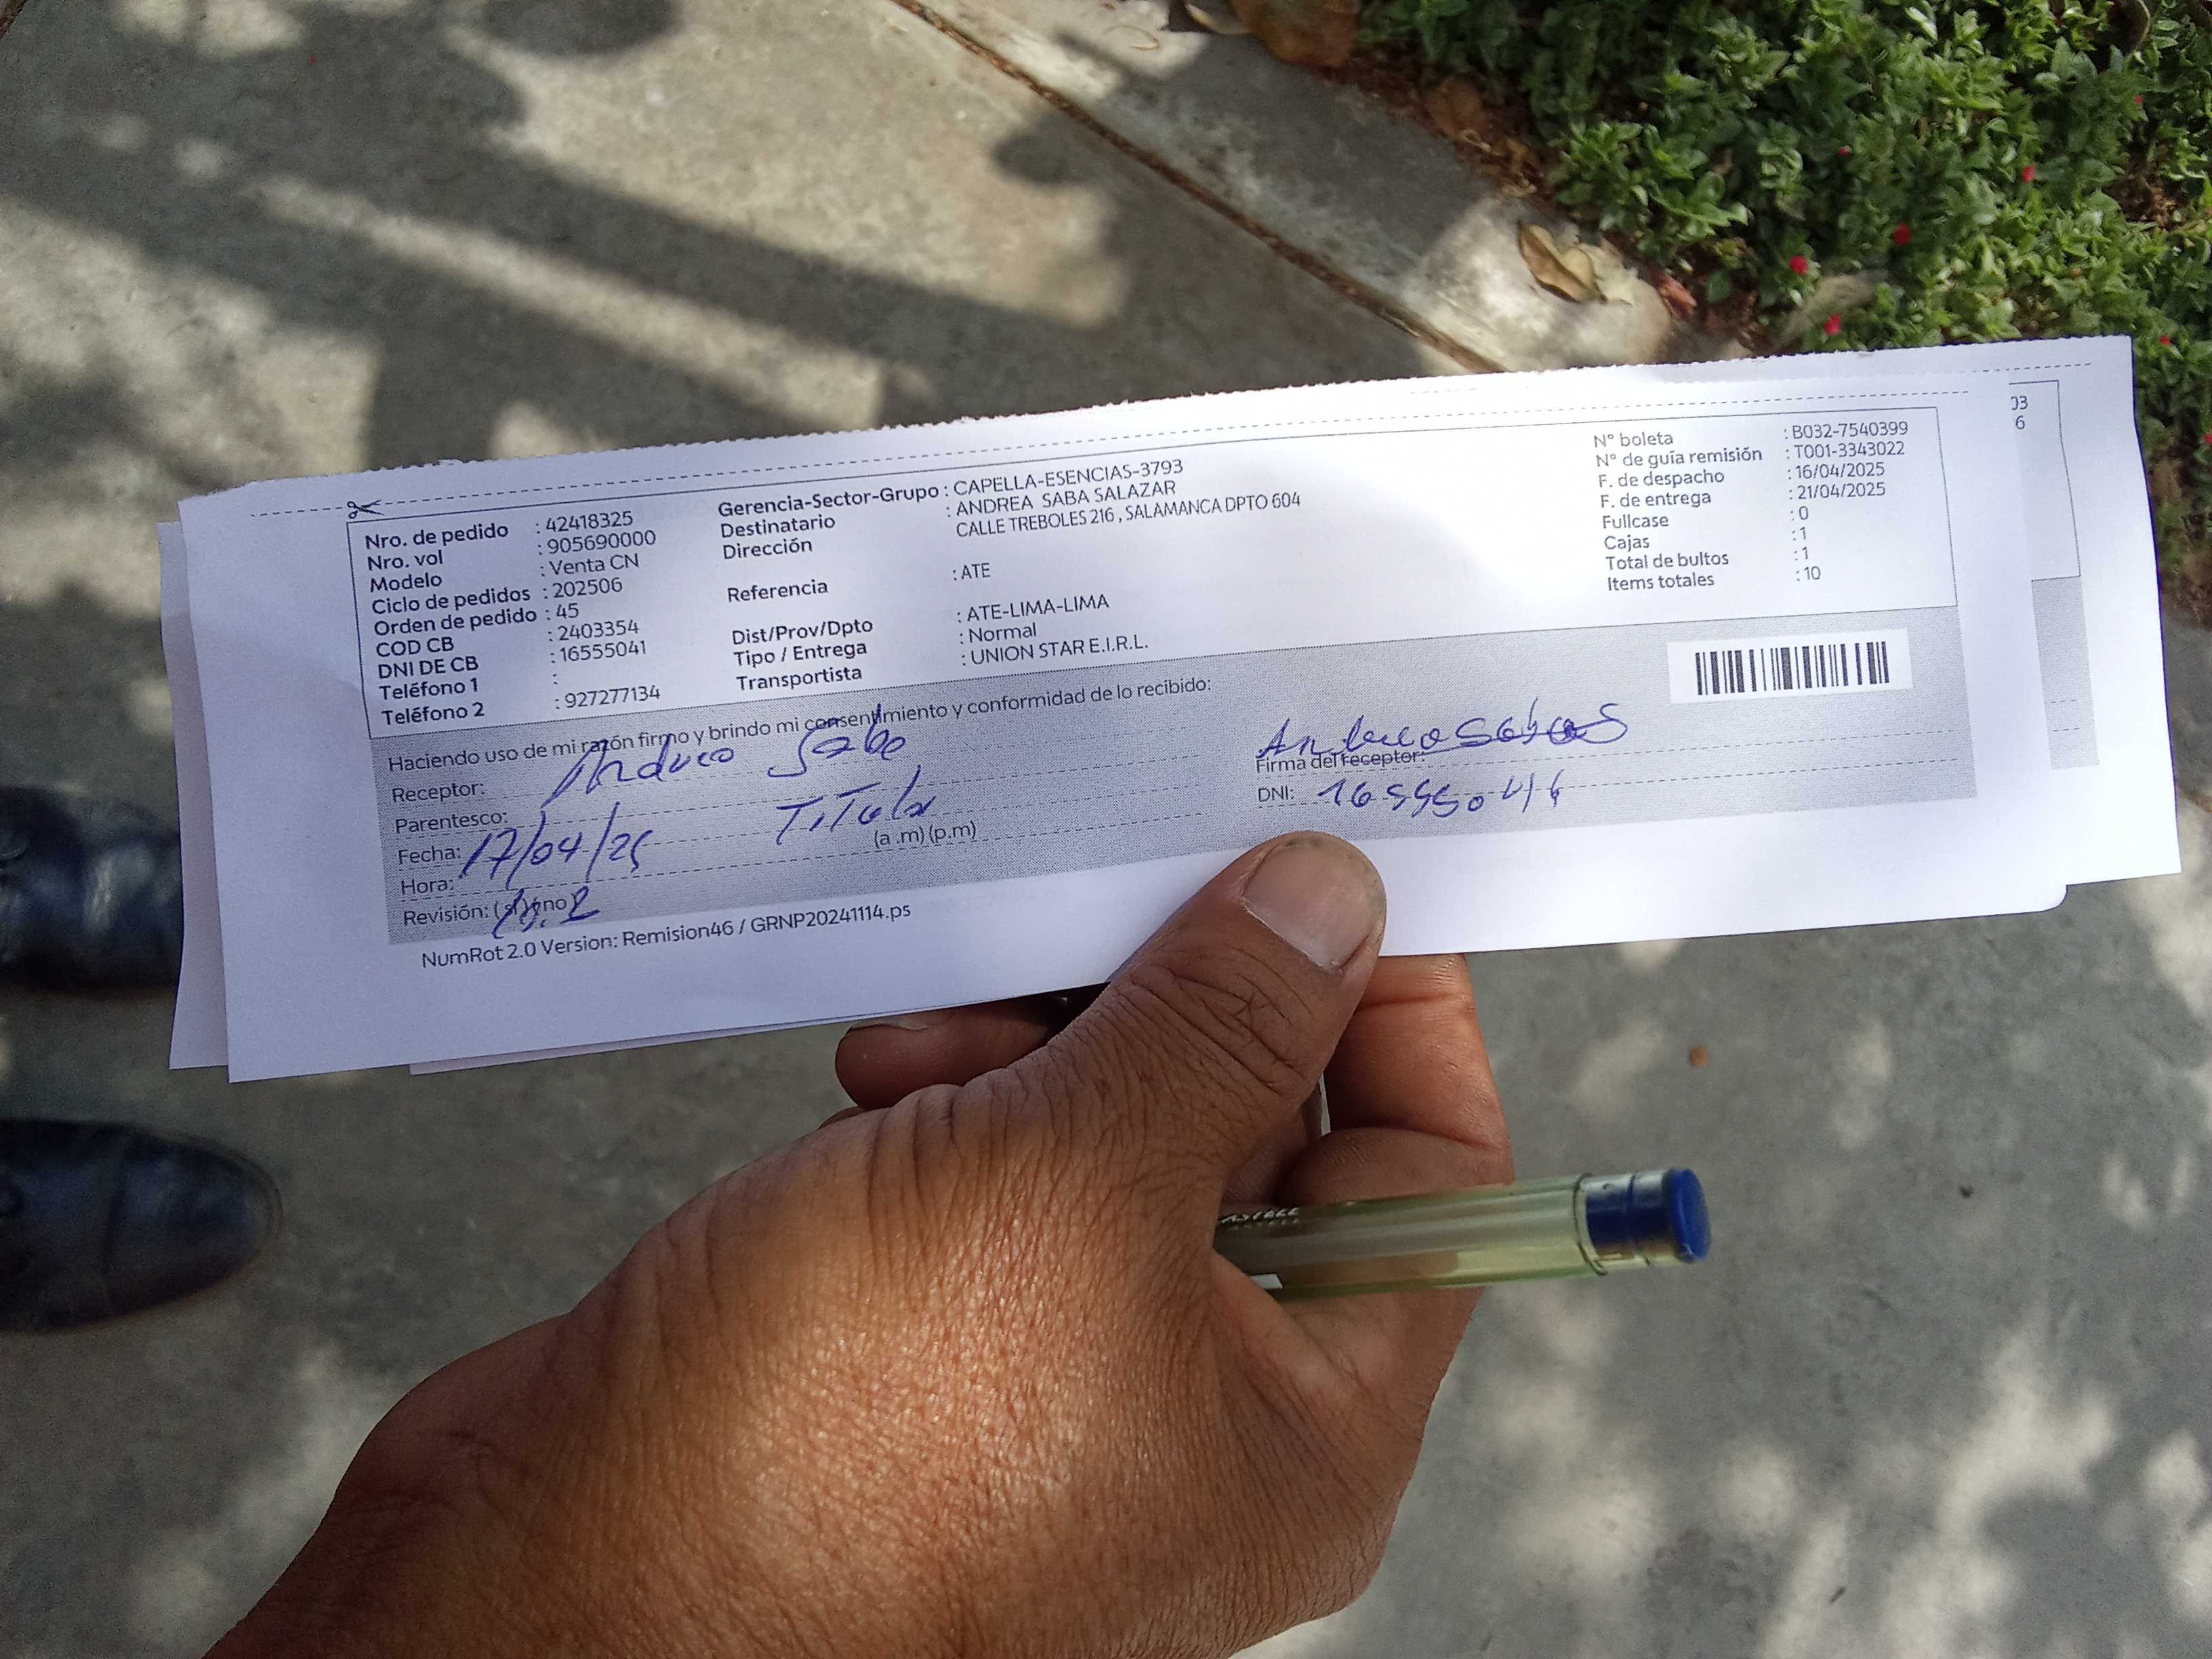 Nro. de pedido : 42418325
Nro. vol : 905690000
Modelo : Venta CN
Ciclo de pedidos : 202506
Orden de pedido : 45
COD CB : 2403354
DNI DE CB : 16555041
Teléfono 1 :
Teléfono 2 : 927277134
Gerencia-Sector-Grupo : CAPELLA-ESENCIAS-3793
Destinatario : ANDREA SABA SALAZAR
Dirección CALLE TREBOLES 216 , SALAMANCA DPTO 604
Referencia : ATE
Dist/Prov/Dpto : ATE-LIMA-LIMA
Tipo / Entrega : Normal
Transportista : UNION STAR E.I.R.L.
N° boleta : B032-7540399
N° de guía remisión : T001-3343022
F. de despacho : 16/04/2025
F. de entrega : 21/04/2025
Fullcase : 0
Cajas : 1
Total de bultos : 1
Items totales : 10
03
6
Haciendo uso de mi razón firmo y brindo mi consentimiento y conformidad de lo recibido:
Receptor:
Parentesco: Titular
Fecha: 17/04/25
Hora: (a .m) (p.m)
Revisión: (si) (no)
Firma del receptor:
DNI:
NumRot 2.0 Version: Remision46 / GRNP20241114.ps